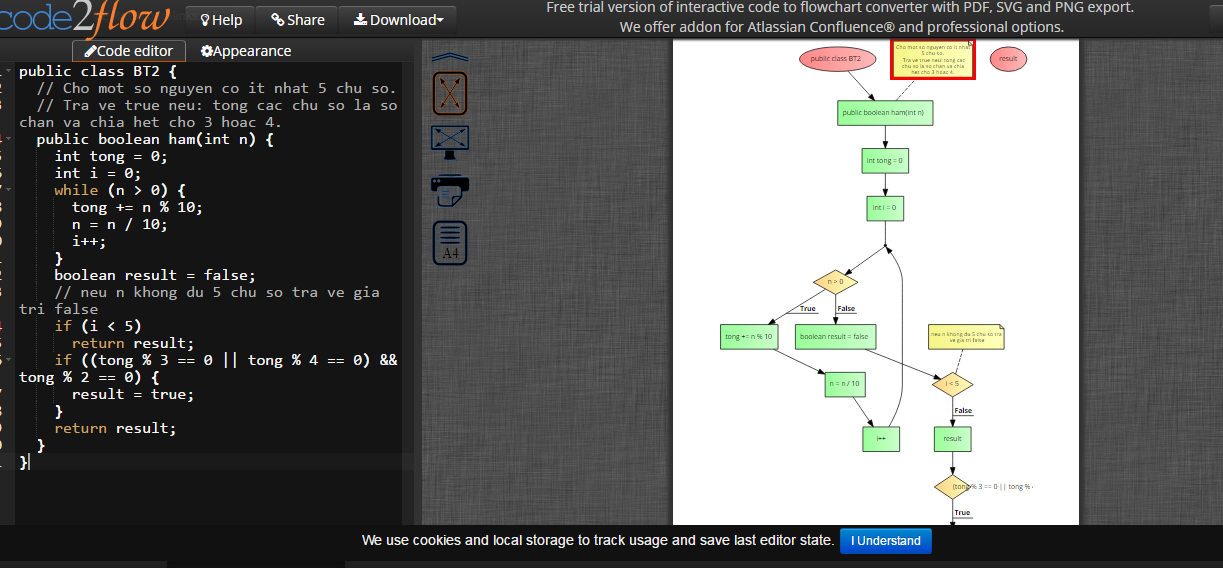 code2flow
Help
Share
Download
Free trial version of interactive code to flowchart converter with PDF, SVG and PNG export.
We offer addon for Atlassian Confluence® and professional options.
Code editor
Appearance
public class BT2 {
// Cho mot so nguyen co it nhat 5 chu so.
// Tra ve true neu: tong cac chu so la so
chan va chia het cho 3 hoac 4.
public boolean ham(int n) {
int tong = 0;
int i = 0;
while (n > 0) {
tong += n % 10;
n = n / 10;
i++;
}
boolean result = false;
// neu n khong du 5 chu so tra ve gia
tri false
if (i < 5)
return result;
if ((tong % 3 == 0 || tong % 4 == 0) &&
tong % 2 == 0) {
result = true;
}
return result;
}
}
A4
public class BT2
Cho mot so nguyen co it nhat
5 chu so.
Tra ve true neu: tong cac
chu so la so chan va chia
het cho 3 hoac 4.
result
public boolean ham(int n)
int tong = 0
int i = 0
n > 0
True
False
tong += n % 10
boolean result = false
neu n khong du 5 chu so tra
ve gia tri false
n = n / 10
i < 5
False
i++
result
(tong % 3 == 0 || tong %
True
We use cookies and local storage to track usage and save last editor state.
I Understand